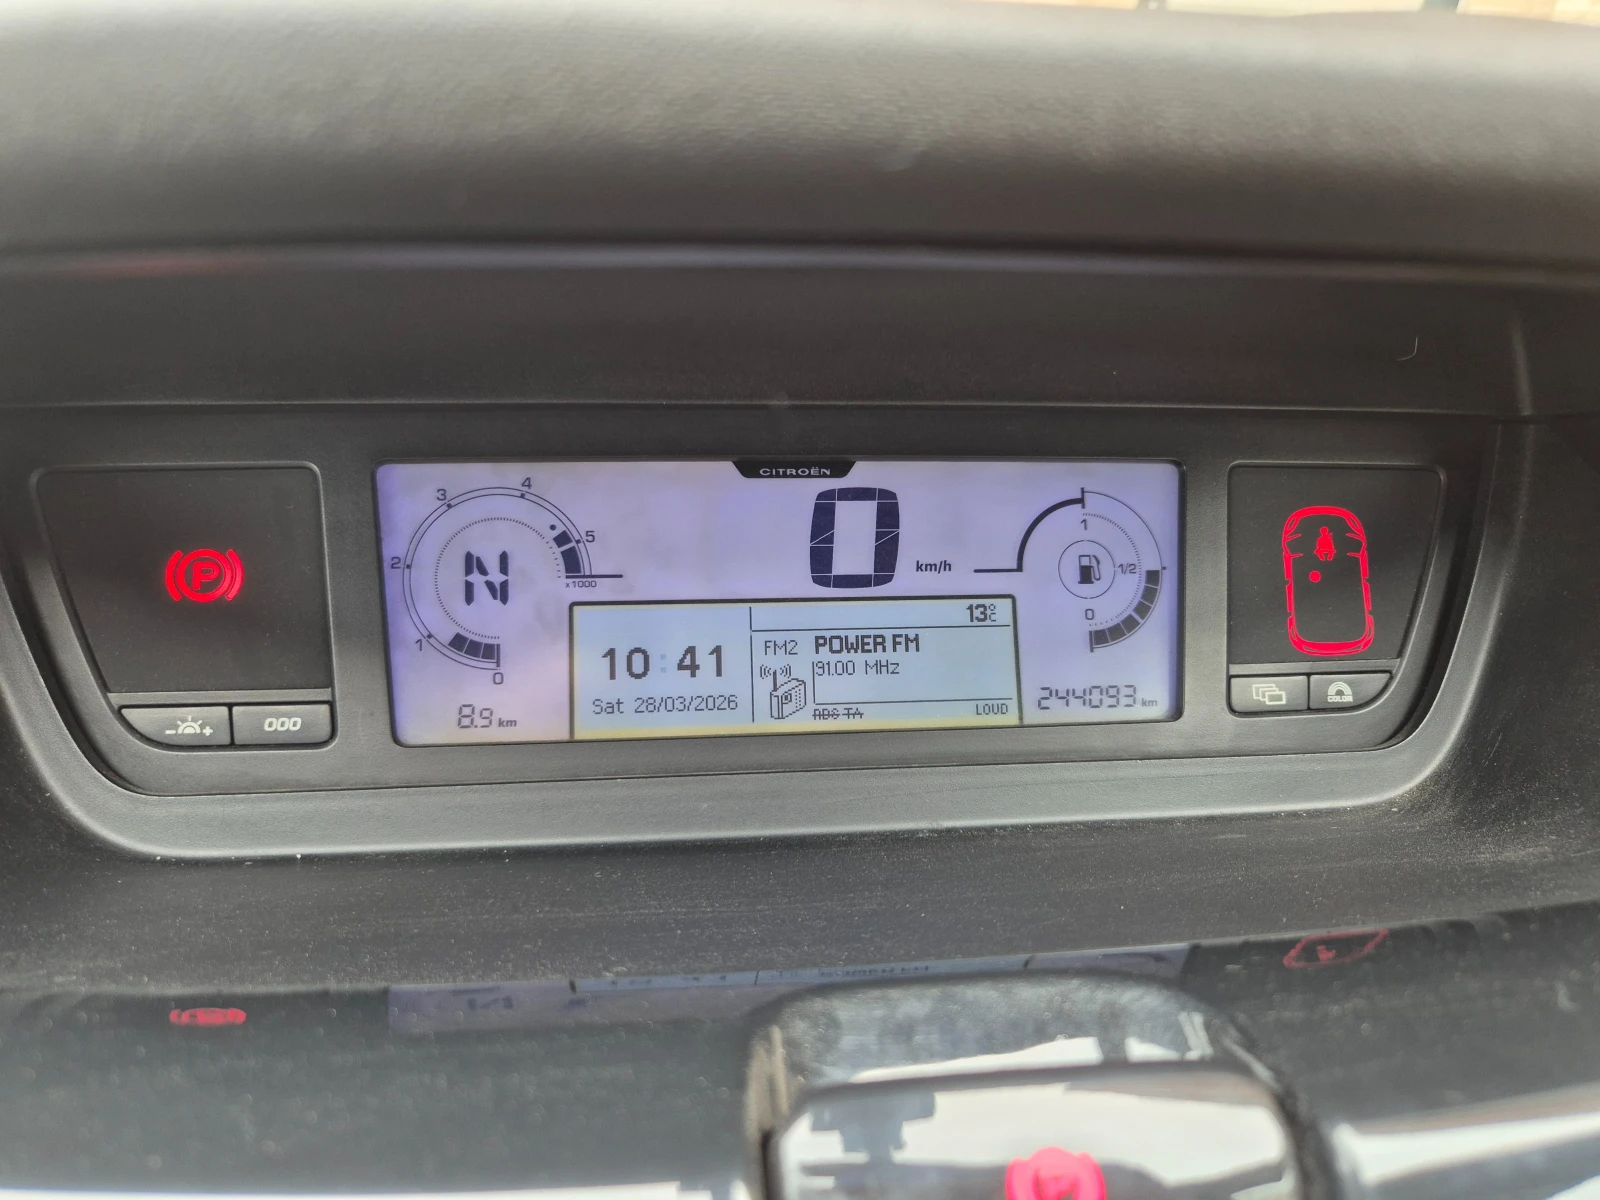 CITROËN
4
3
5
2
x1000
1
0
N
8.9 km
0 km/h
10:41
Sat 28/03/2026
13°C
FM2 POWER FM
91.00 MHz
RDS TA
LOUD
1
1/2
0
244093 km
P
- +
000
COLOR